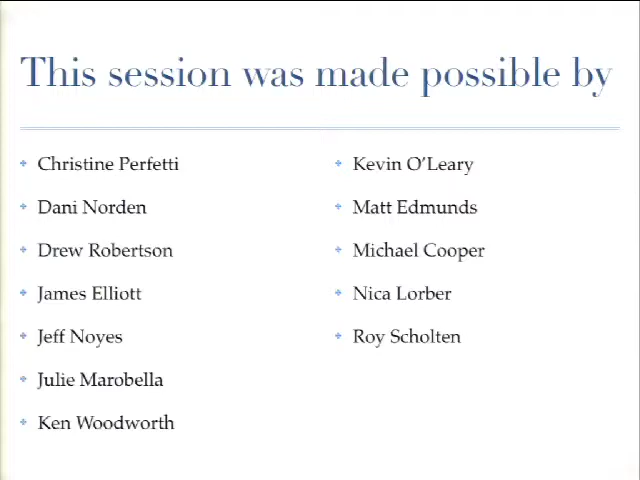 This session was made possible by
Christine Perfetti
Dani Norden
Drew Robertson
James Elliott
Jeff Noyes
Julie Marobella
Ken Woodworth
Kevin O’Leary
Matt Edmunds
Michael Cooper
Nica Lorber
Roy Scholten